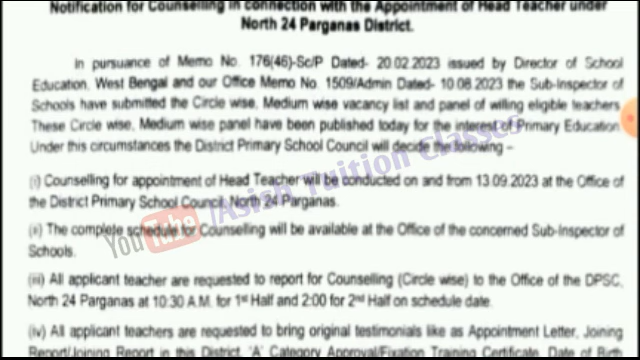 Notification for Counselling in connection with the Appointment of Head Teacher under
North 24 Parganas District.
In pursuance of Memo No. 176(46)-Sc/P Dated- 20.02.2023 issued by Director of School
Education, West Bengal and our Office Memo No. 1509/Admin Dated- 10.08.2023 the Sub-Inspector of
Schools have submitted the Circle wise, Medium wise vacancy list and panel of willing eligible teachers
These Circle wise, Medium wise panel have been published today for the interest of Primary Education
Under this circumstances the District Primary School Council will decide the following –
(i) Counselling for appointment of Head Teacher will be conducted on and from 13.09.2023 at the Office of
the District Primary School Council, North 24 Parganas.
(ii) The complete schedule for Counselling will be available at the Office of the concerned Sub-Inspector of
Schools.
YouTube/Asish Tuition Classes
(iii) All applicant teacher are requested to report for Counselling (Circle wise) to the Office of the DPSC,
North 24 Parganas at 10:30 A.M. for 1st Half and 2:00 for 2nd Half on schedule date.
(iv) All applicant teachers are requested to bring original testimonials like as Appointment Letter, Joining
Report/Joining Report in this District, 'A' Category Approval/Fixation Training Certificate, Date of Birth